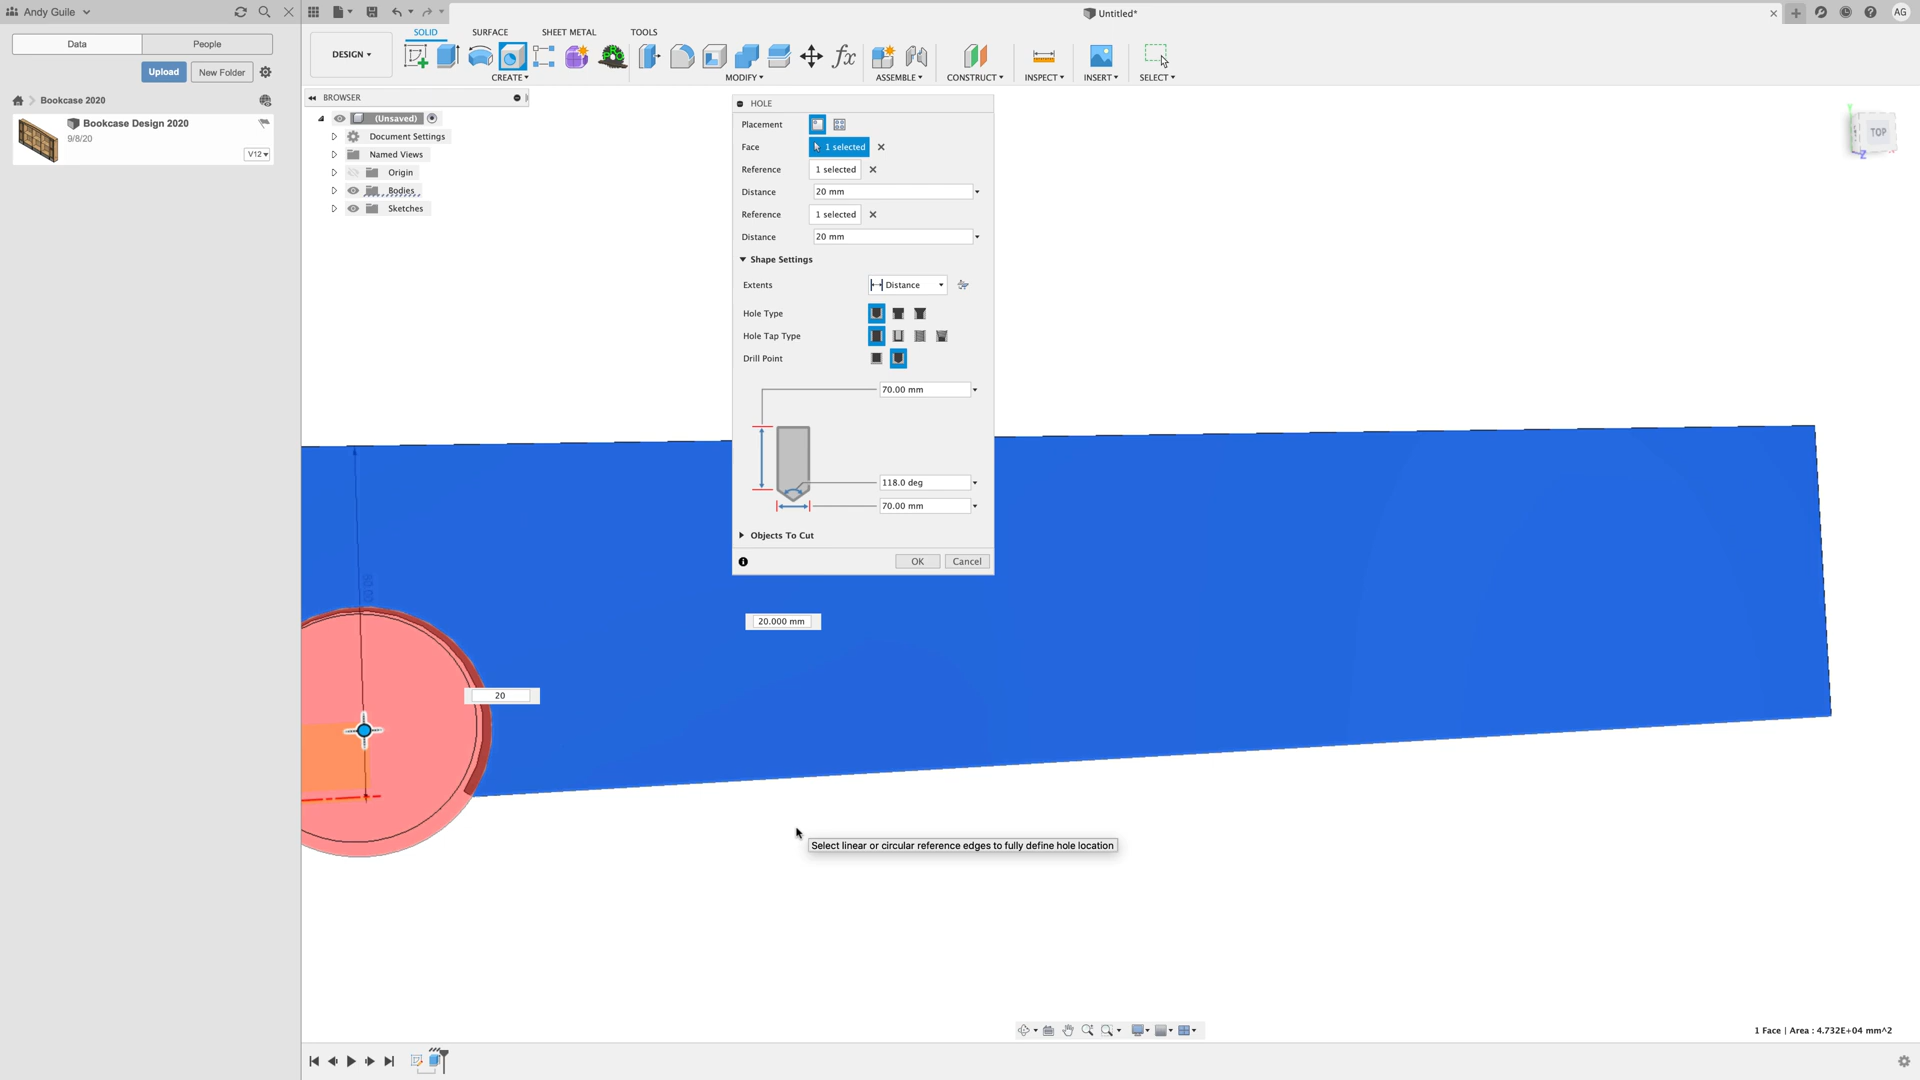 Andy Guile
Untitled*
AG
Data
People
SOLID
SURFACE
SHEET METAL
TOOLS
DESIGN
Upload
New Folder
CREATE
MODIFY
ASSEMBLE
CONSTRUCT
INSPECT
INSERT
SELECT
Bookcase 2020
BROWSER
HOLE
Bookcase Design 2020
9/8/20
V12
(Unsaved)
Document Settings
Named Views
Origin
Bodies
Sketches
TOP
Z
Placement
Face
1 selected
Reference
1 selected
Distance
20 mm
Reference
1 selected
Distance
20 mm
Shape Settings
Extents
Distance
Hole Type
Hole Tap Type
Drill Point
70.00 mm
118.0 deg
70.00 mm
Objects To Cut
OK
Cancel
20.000 mm
20
Select linear or circular reference edges to fully define hole location
1 Face | Area : 4.732E+04 mm^2